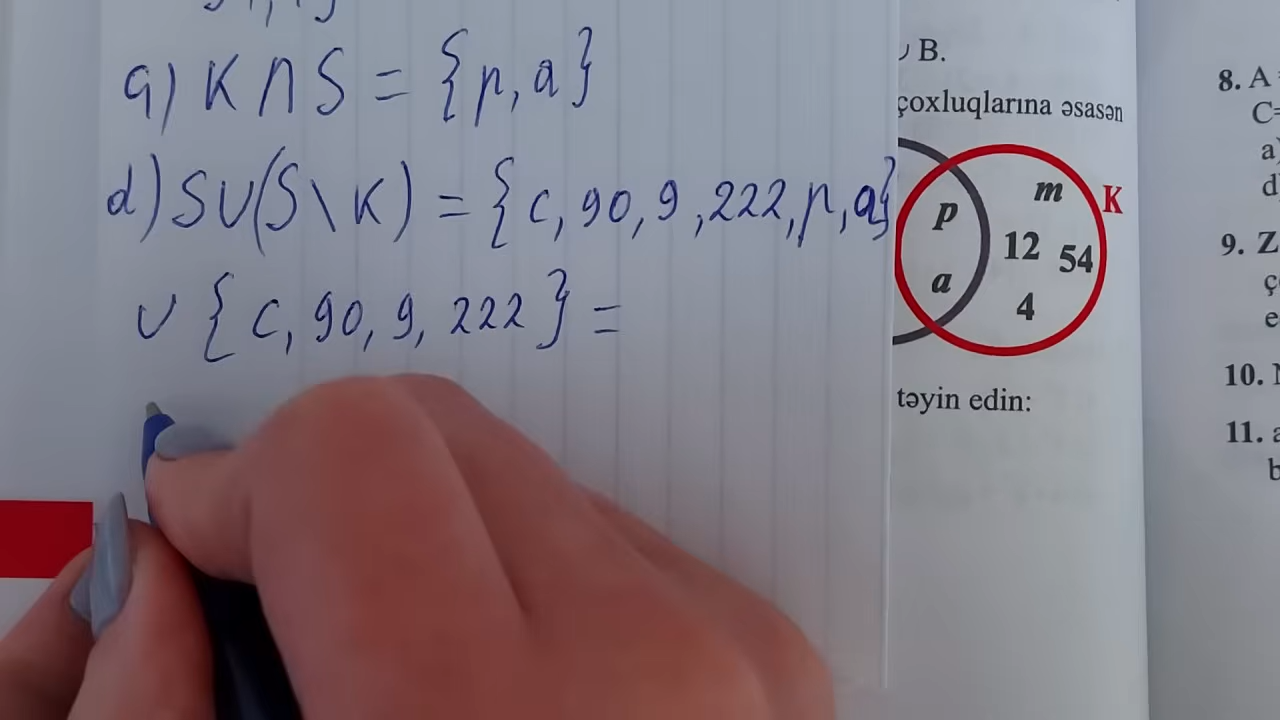 q) K ∩ S = {p, a}
d) S ∪ (S \ K) = {c, 90, 9, 222, p, a}
∪ {c, 90, 9, 222} =
B.
çoxluqlarına əsasən
m K
p
12 54
a
4
təyin edin:
8. A
C=
a)
d
9. Z
ç
e
10.
11. a
b